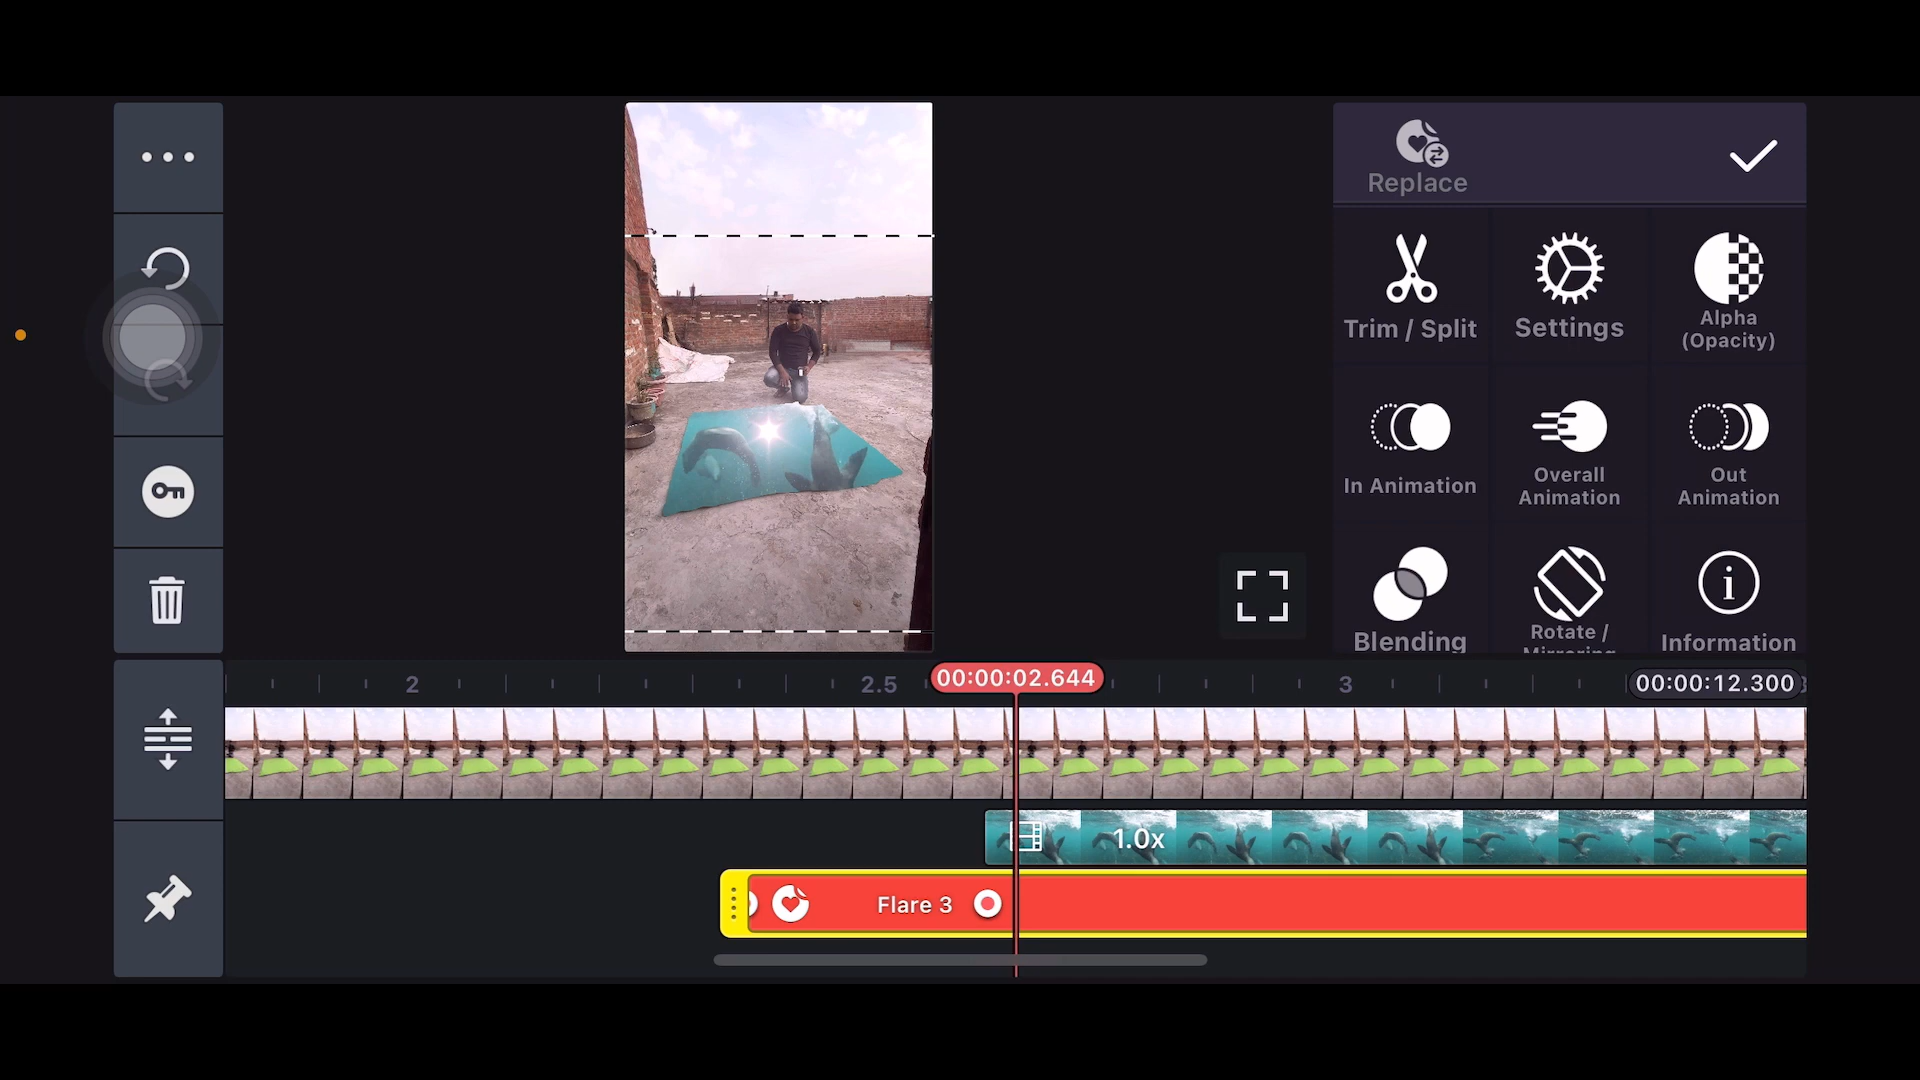 Replace
Trim / Split
Settings
Alpha
(Opacity)
In Animation
Overall
Animation
Out
Animation
Blending
Rotate /
Mirroring
Information
2
2.5
00:00:02.644
3
00:00:12.300
1.0x
Flare 3